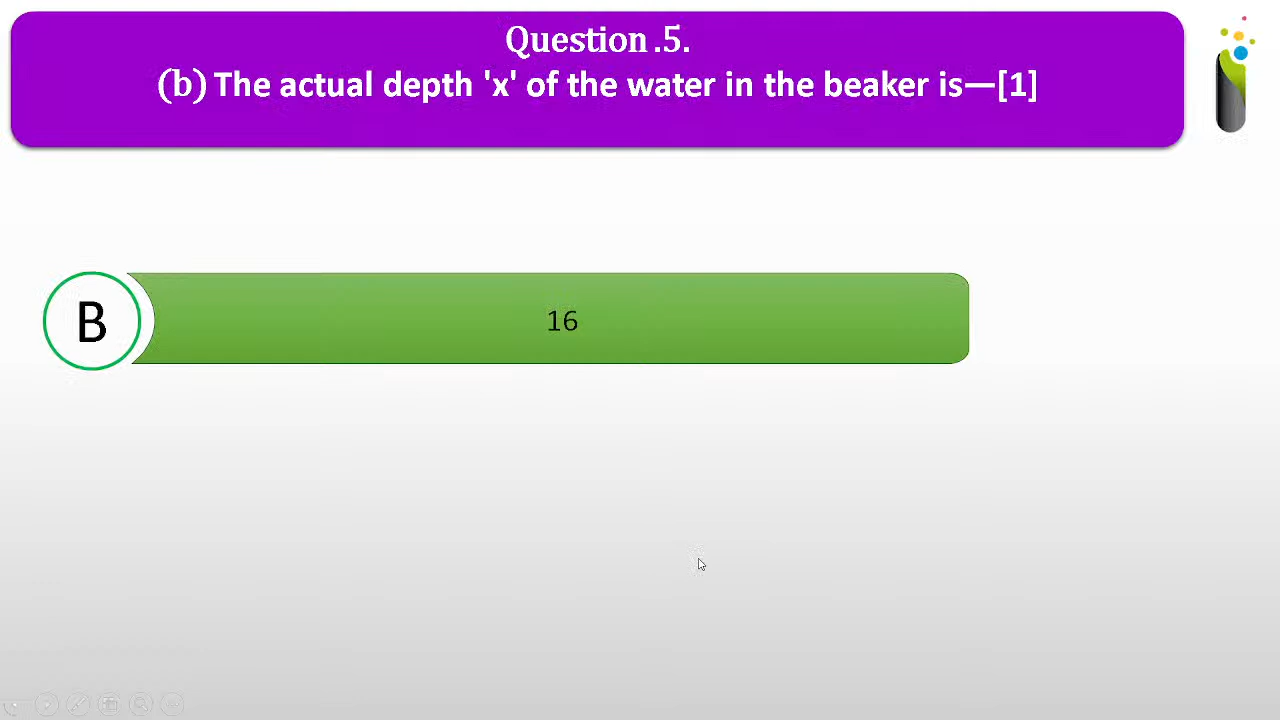 Question .5.
(b) The actual depth 'x' of the water in the beaker is—[1]
B
16